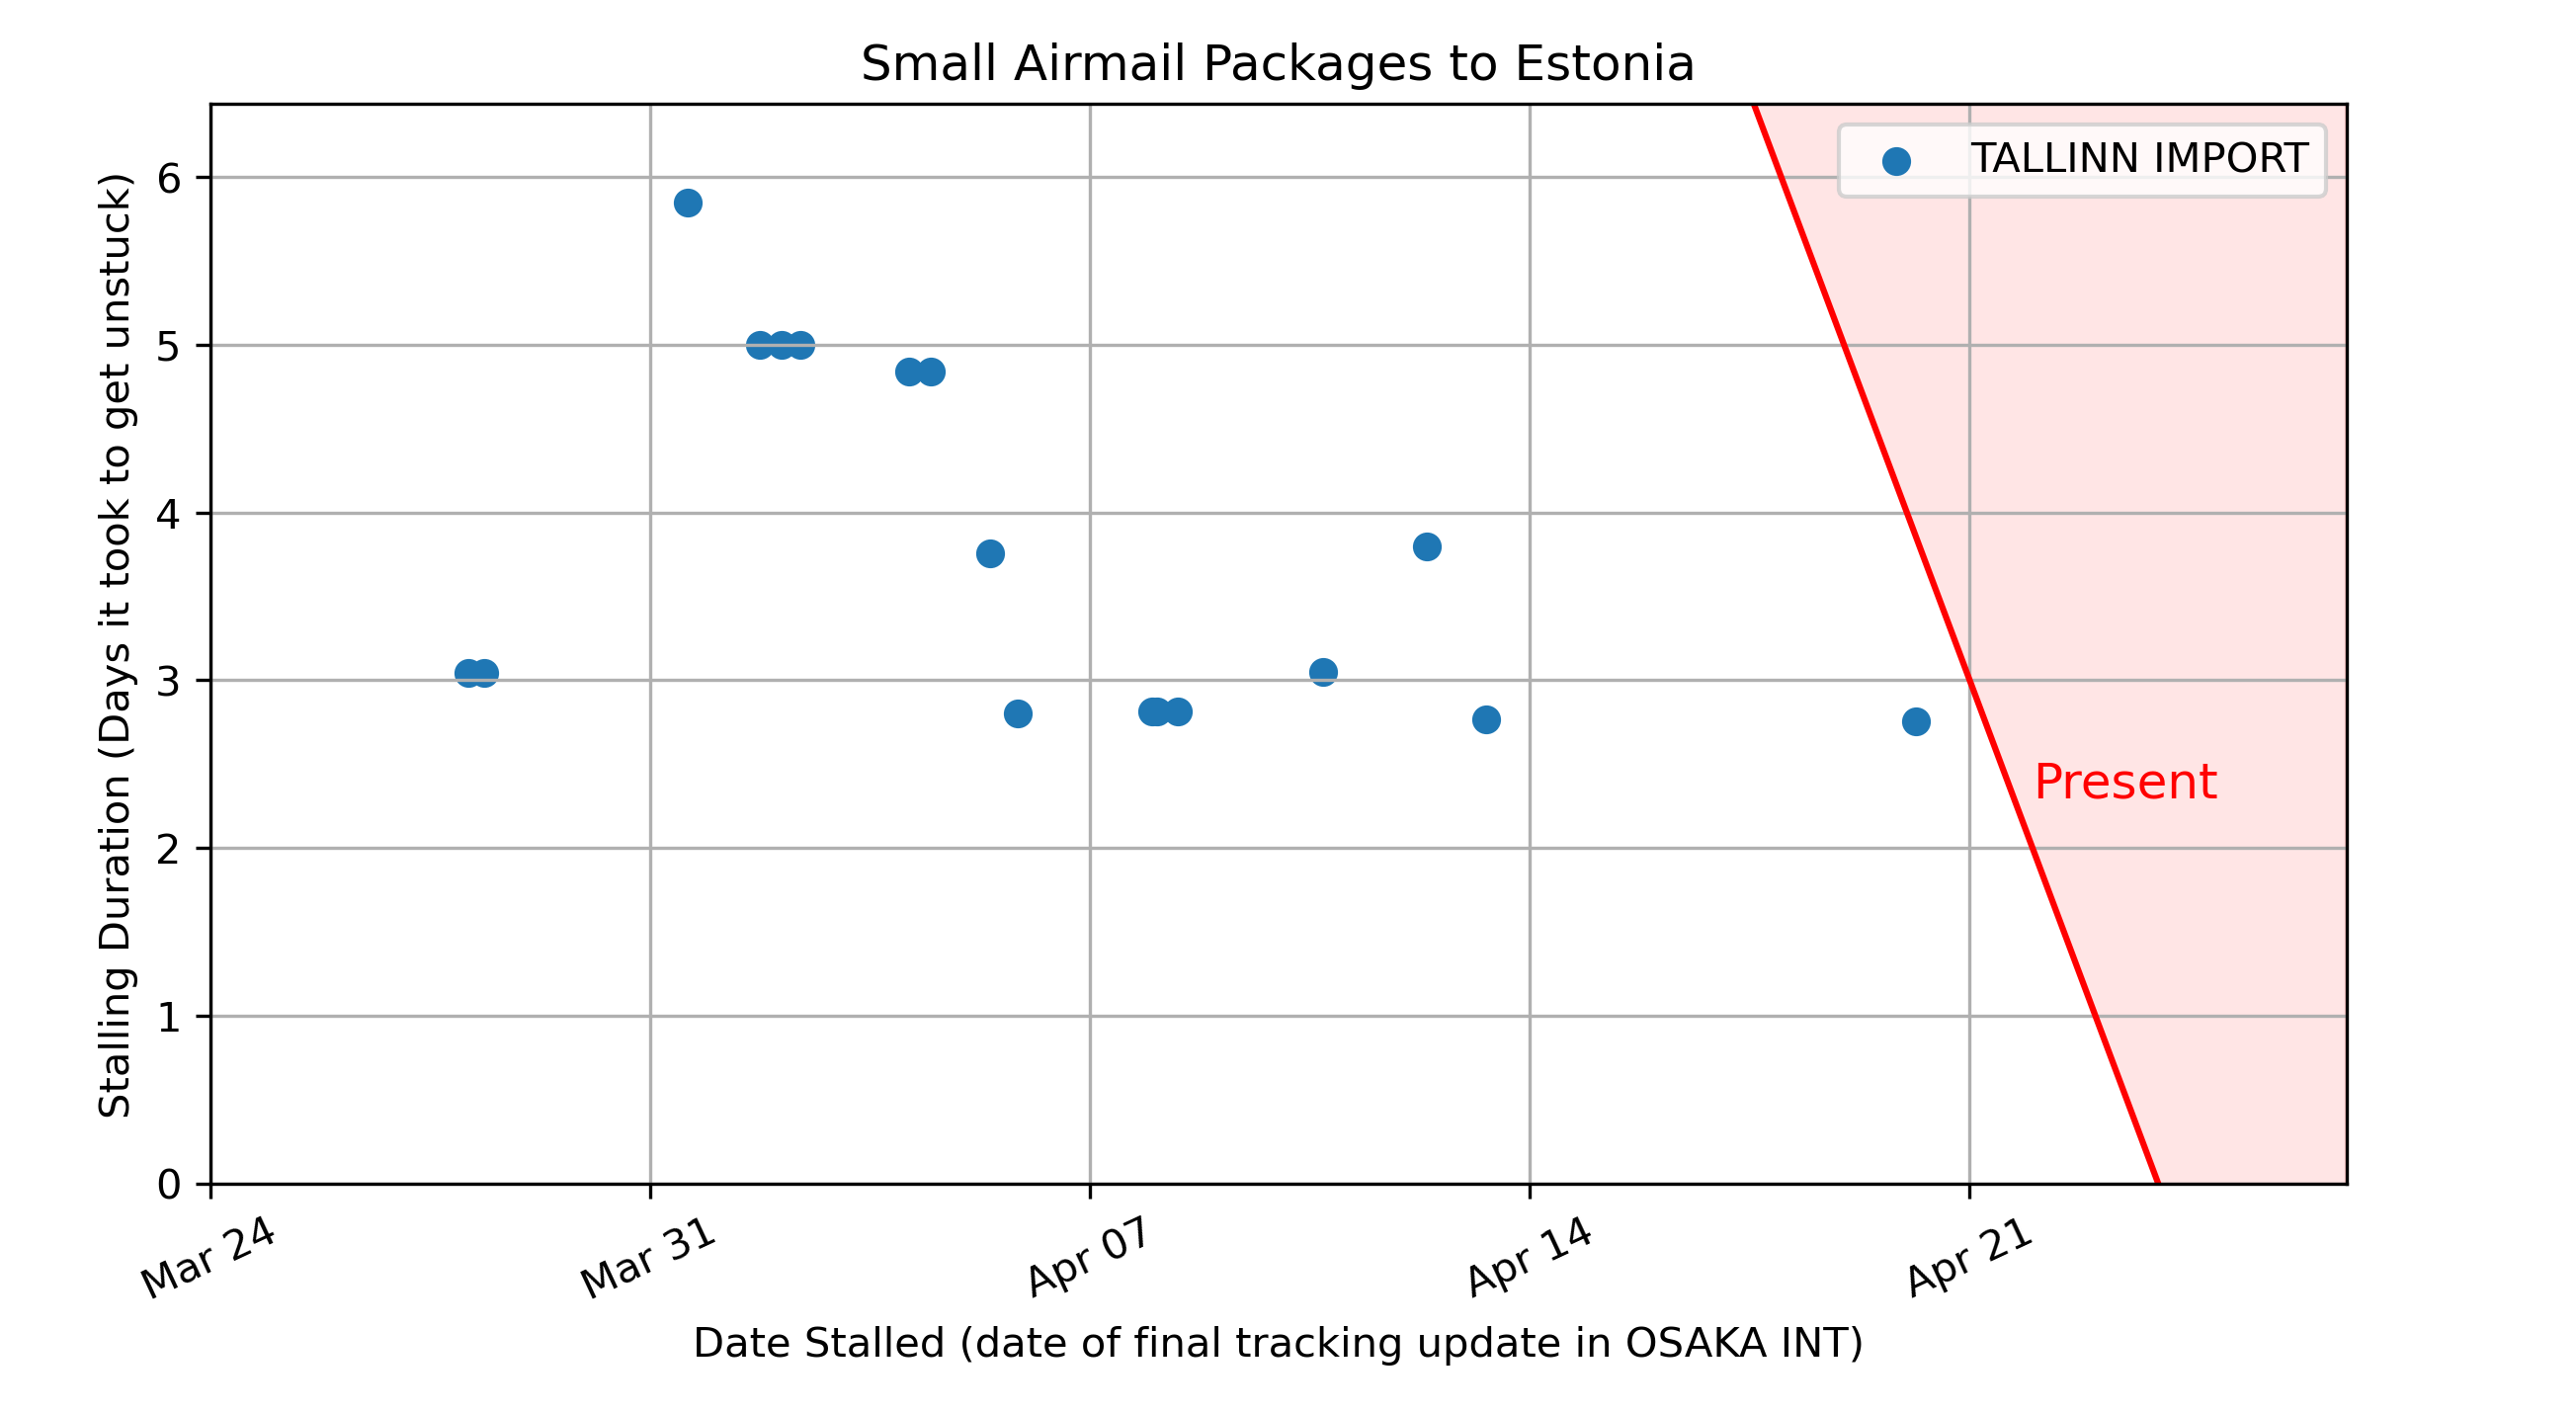 Small Airmail Packages to Estonia
TALLINN IMPORT
Stalling Duration (Days it took to get unstuck)
6
5
4
3
2
1
0
Present
Mar 24
Mar 31
Apr 07
Apr 14
Apr 21
Date Stalled (date of final tracking update in OSAKA INT)